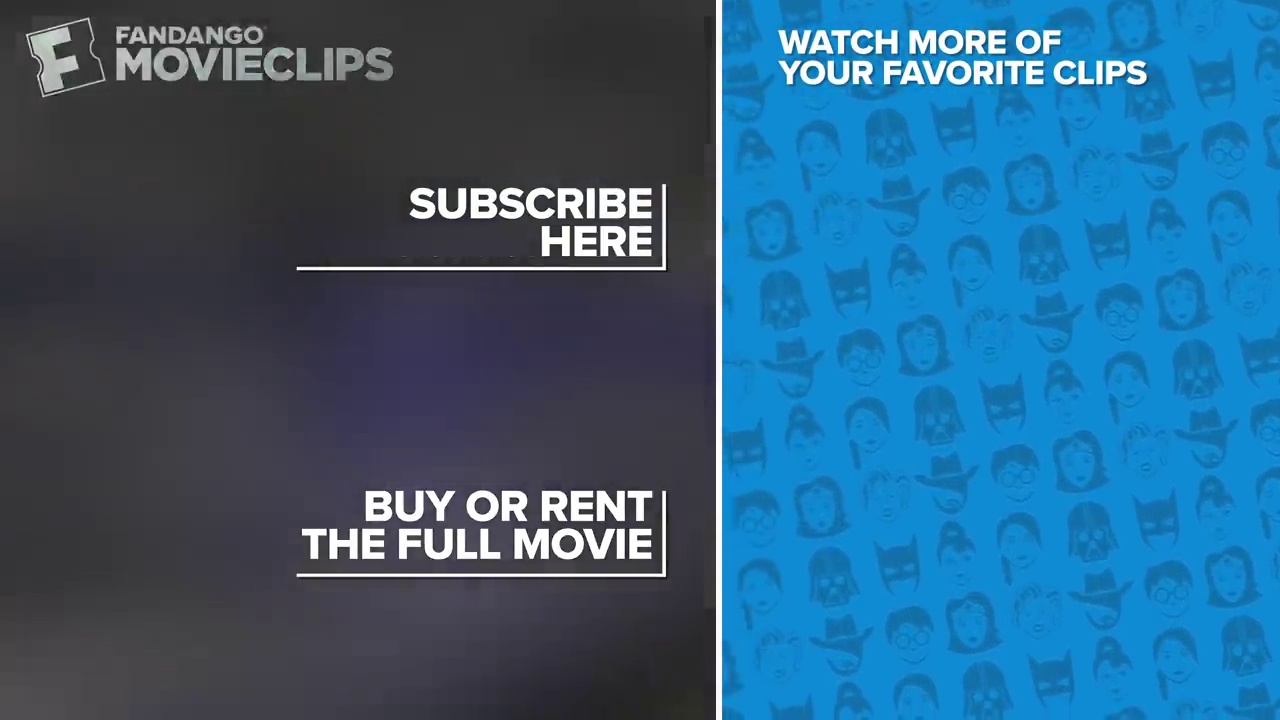 FANDANGO
MOVIECLIPS
SUBSCRIBE
HERE
BUY OR RENT
THE FULL MOVIE
WATCH MORE OF
YOUR FAVORITE CLIPS